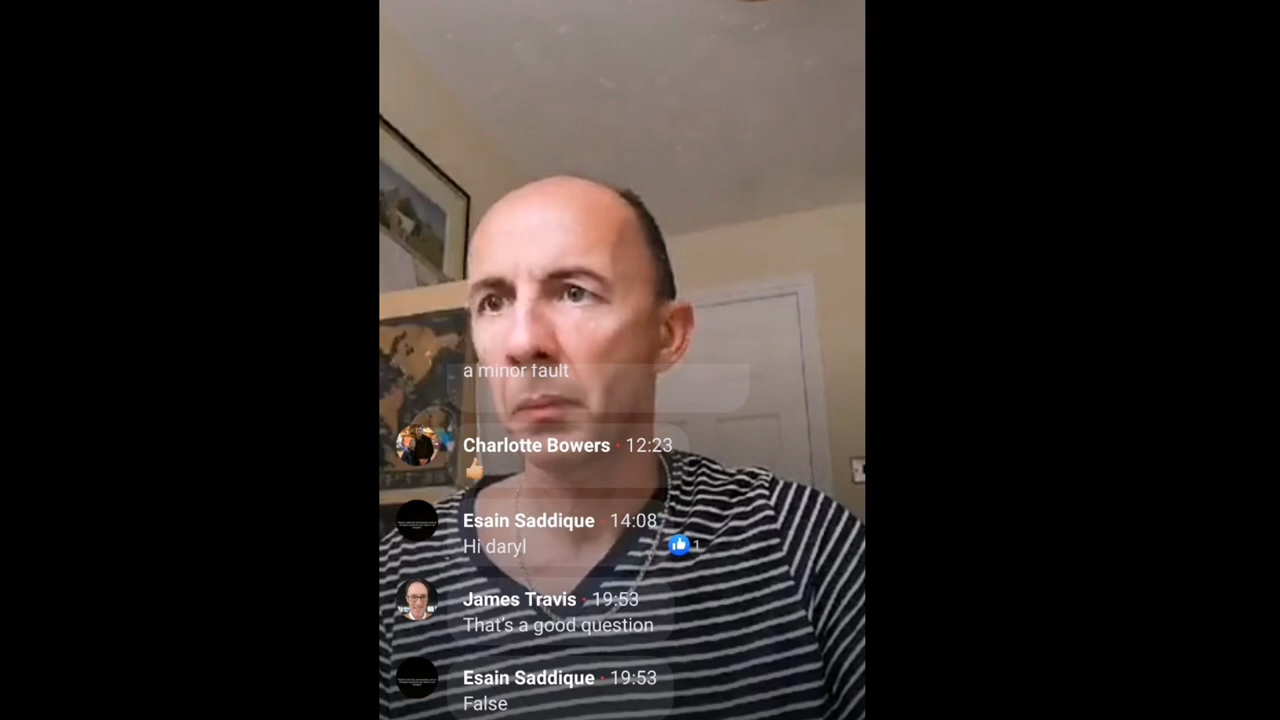 a minor fault
Charlotte Bowers · 12:23
👍
Esain Saddique · 14:08
Hi daryl
1
James Travis · 19:53
That's a good question
Esain Saddique · 19:53
False